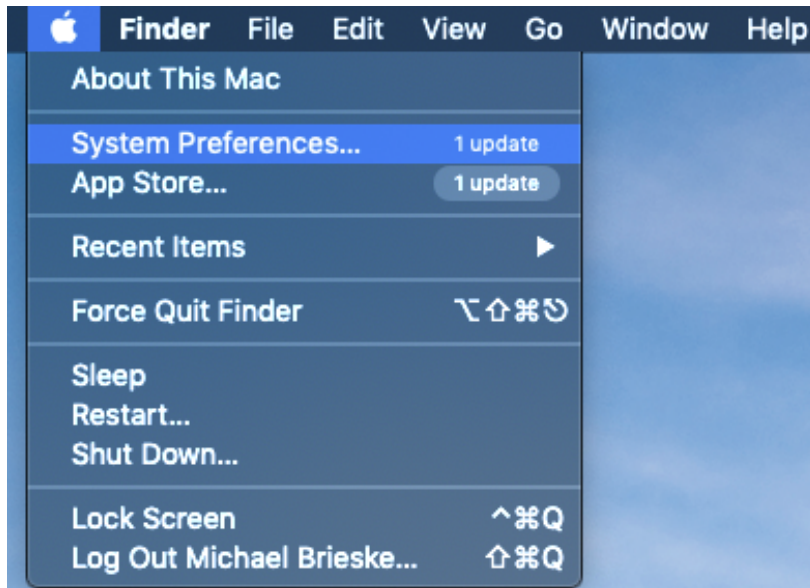 Finder File Edit View Go Window Help
About This Mac
System Preferences... 1 update
App Store... 1 update
Recent Items ▶
Force Quit Finder ⌥⇧⌘⎋
Sleep
Restart...
Shut Down...
Lock Screen ^⌘Q
Log Out Michael Brieske... ⇧⌘Q